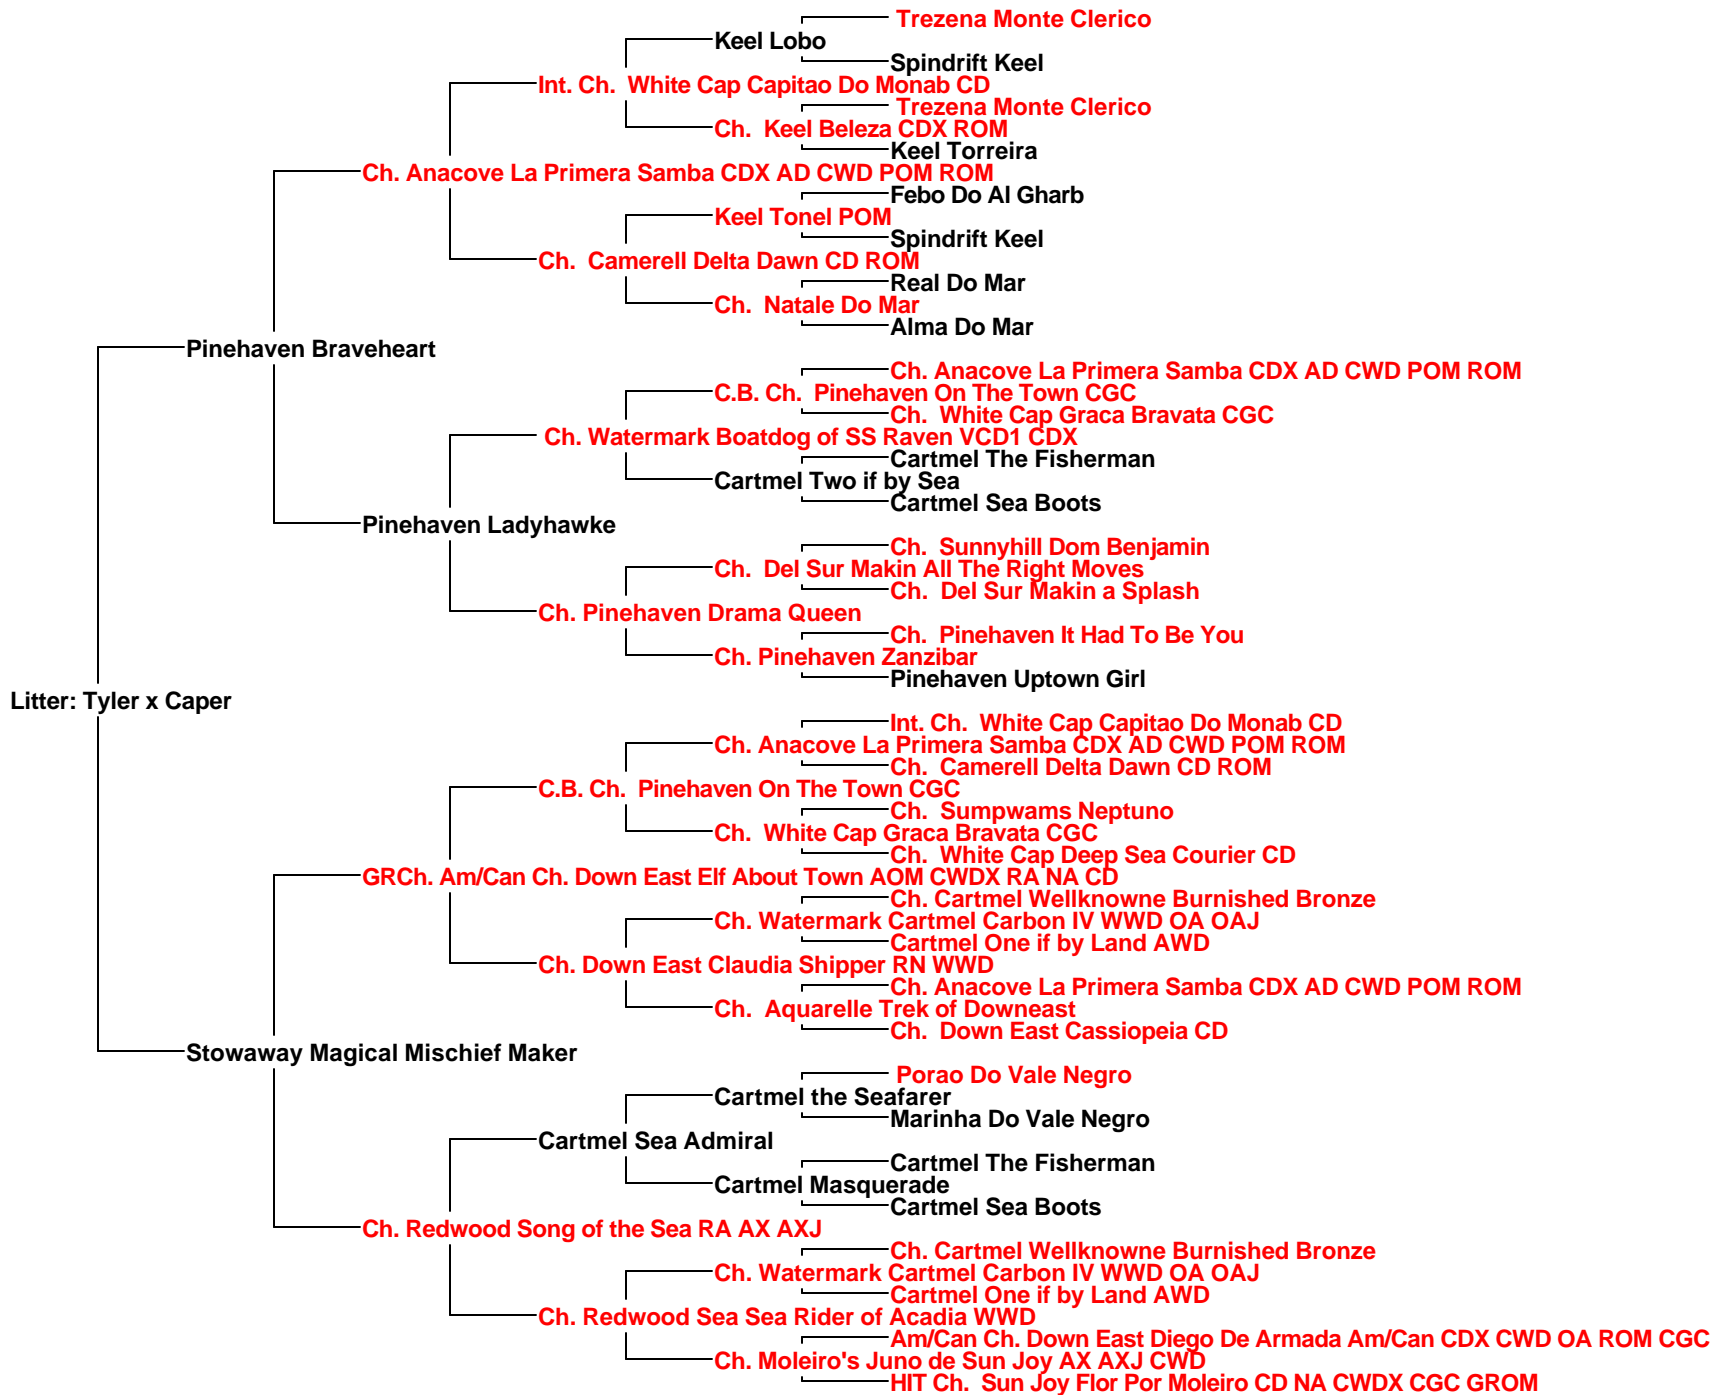 Trezena Monte Clerico
Keel Lobo
Spindrift Keel
Int. Ch. White Cap Capitao Do Monab CD
Trezena Monte Clerico
Ch. Keel Beleza CDX ROM
Keel Torreira
Ch. Anacove La Primera Samba CDX AD CWD POM ROM
Febo Do Al Gharb
Keel Tonel POM
Spindrift Keel
Ch. Camerell Delta Dawn CD ROM
Real Do Mar
Ch. Natale Do Mar
Alma Do Mar
Pinehaven Braveheart
Ch. Anacove La Primera Samba CDX AD CWD POM ROM
C.B. Ch. Pinehaven On The Town CGC
Ch. White Cap Graca Bravata CGC
Ch. Watermark Boatdog of SS Raven VCD1 CDX
Cartmel The Fisherman
Cartmel Two if by Sea
Cartmel Sea Boots
Pinehaven Ladyhawke
Ch. Sunnyhill Dom Benjamin
Ch. Del Sur Makin All The Right Moves
Ch. Del Sur Makin a Splash
Ch. Pinehaven Drama Queen
Ch. Pinehaven It Had To Be You
Ch. Pinehaven Zanzibar
Pinehaven Uptown Girl
Litter: Tyler x Caper
Int. Ch. White Cap Capitao Do Monab CD
Ch. Anacove La Primera Samba CDX AD CWD POM ROM
Ch. Camerell Delta Dawn CD ROM
C.B. Ch. Pinehaven On The Town CGC
Ch. Sumpwams Neptuno
Ch. White Cap Graca Bravata CGC
Ch. White Cap Deep Sea Courier CD
GRCh. Am/Can Ch. Down East Elf About Town AOM CWDX RA NA CD
Ch. Cartmel Wellknowne Burnished Bronze
Ch. Watermark Cartmel Carbon IV WWD OA OAJ
Cartmel One if by Land AWD
Ch. Down East Claudia Shipper RN WWD
Ch. Anacove La Primera Samba CDX AD CWD POM ROM
Ch. Aquarelle Trek of Downeast
Ch. Down East Cassiopeia CD
Stowaway Magical Mischief Maker
Porao Do Vale Negro
Cartmel the Seafarer
Marinha Do Vale Negro
Cartmel Sea Admiral
Cartmel The Fisherman
Cartmel Masquerade
Cartmel Sea Boots
Ch. Redwood Song of the Sea RA AX AXJ
Ch. Cartmel Wellknowne Burnished Bronze
Ch. Watermark Cartmel Carbon IV WWD OA OAJ
Cartmel One if by Land AWD
Ch. Redwood Sea Sea Rider of Acadia WWD
Am/Can Ch. Down East Diego De Armada Am/Can CDX CWD OA ROM CGC
Ch. Moleiro's Juno de Sun Joy AX AXJ CWD
HIT Ch. Sun Joy Flor Por Moleiro CD NA CWDX CGC GROM